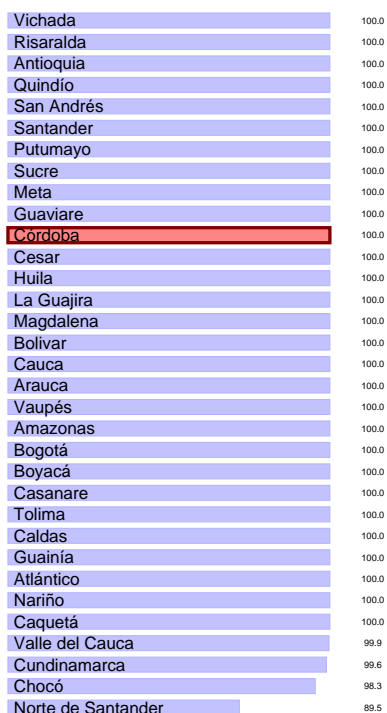 Vichada 100.0
Risaralda 100.0
Antioquia 100.0
Quindío 100.0
San Andrés 100.0
Santander 100.0
Putumayo 100.0
Sucre 100.0
Meta 100.0
Guaviare 100.0
Córdoba 100.0
Cesar 100.0
Huila 100.0
La Guajira 100.0
Magdalena 100.0
Bolivar 100.0
Cauca 100.0
Arauca 100.0
Vaupés 100.0
Amazonas 100.0
Bogotá 100.0
Boyacá 100.0
Casanare 100.0
Tolima 100.0
Caldas 100.0
Guainía 100.0
Atlántico 100.0
Nariño 100.0
Caquetá 100.0
Valle del Cauca 99.9
Cundinamarca 99.6
Chocó 98.3
Norte de Santander 89.5